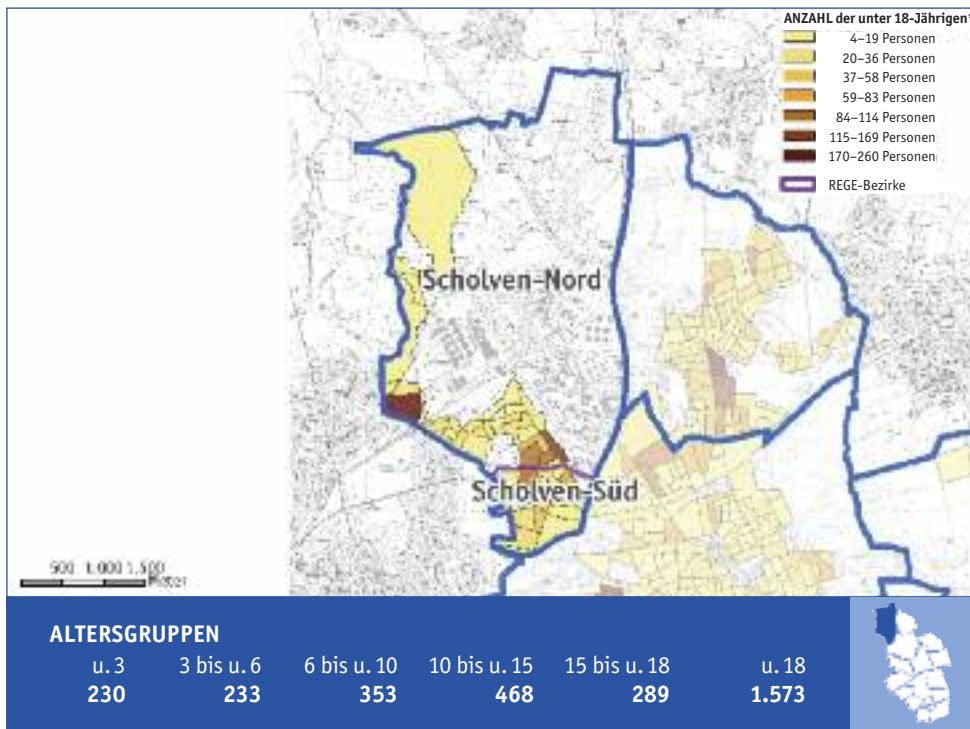 ANZAHL der unter 18-Jährigen*
4–19 Personen
20–36 Personen
37–58 Personen
59–83 Personen
84–114 Personen
115–169 Personen
170–260 Personen
REGE-Bezirke
Scholven-Nord
Scholven-Süd
500 1.000 1.500
Meter
ALTERSGRUPPEN
u. 3 3 bis u. 6 6 bis u. 10 10 bis u. 15 15 bis u. 18 u. 18
230 233 353 468 289 1.573